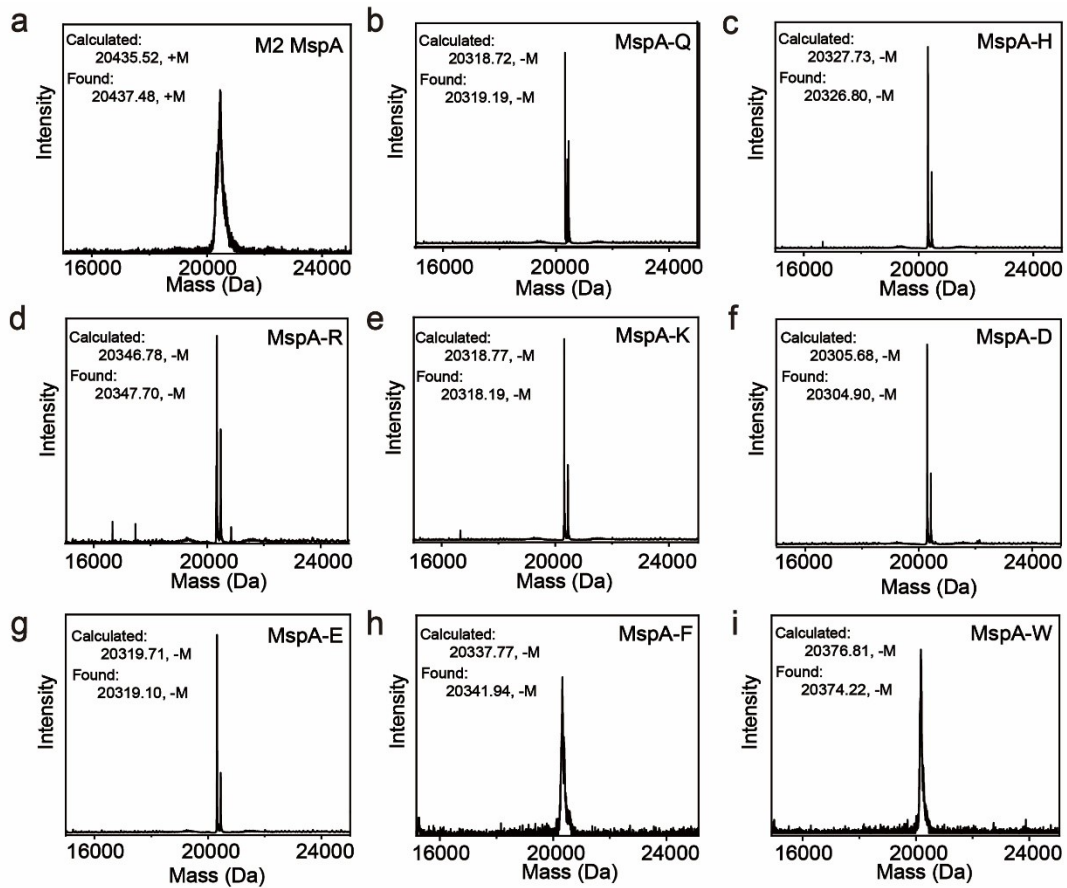 a
M2 MspA
Calculated:
20435.52, +M
Found:
20437.48, +M
Intensity
16000 20000 24000
Mass (Da)
b
MspA-Q
Calculated:
20318.72, -M
Found:
20319.19, -M
Intensity
16000 20000 24000
Mass (Da)
c
MspA-H
Calculated:
20327.73, -M
Found:
20326.80, -M
Intensity
16000 20000 24000
Mass (Da)
d
MspA-R
Calculated:
20346.78, -M
Found:
20347.70, -M
Intensity
16000 20000 24000
Mass (Da)
e
MspA-K
Calculated:
20318.77, -M
Found:
20318.19, -M
Intensity
16000 20000 24000
Mass (Da)
f
MspA-D
Calculated:
20305.68, -M
Found:
20304.90, -M
Intensity
16000 20000 24000
Mass (Da)
g
MspA-E
Calculated:
20319.71, -M
Found:
20319.10, -M
Intensity
16000 20000 24000
Mass (Da)
h
MspA-F
Calculated:
20337.77, -M
Found:
20341.94, -M
Intensity
16000 20000 24000
Mass (Da)
i
MspA-W
Calculated:
20376.81, -M
Found:
20374.22, -M
Intensity
16000 20000 24000
Mass (Da)